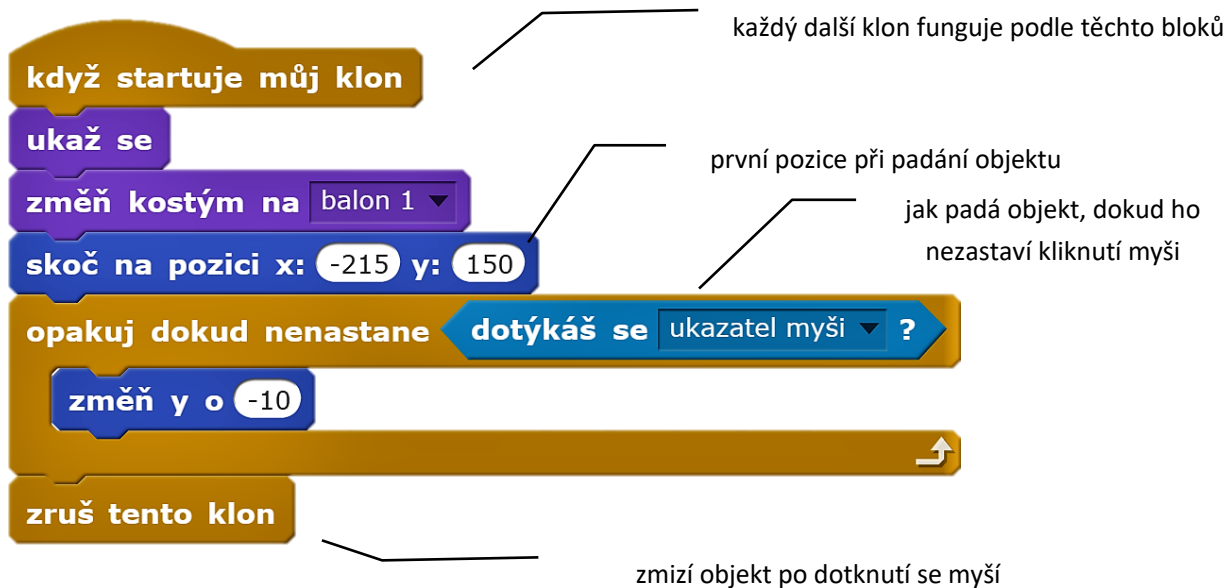 každý další klon funguje podle těchto bloků
když startuje můj klon
ukaž se
první pozice při padání objektu
změň kostým na balon 1
jak padá objekt, dokud ho
nezastaví kliknutí myši
skoč na pozici x: -215 y: 150
opakuj dokud nenastane dotýkáš se ukazatel myši ?
změň y o -10
zruš tento klon
zmizí objekt po dotknutí se myší